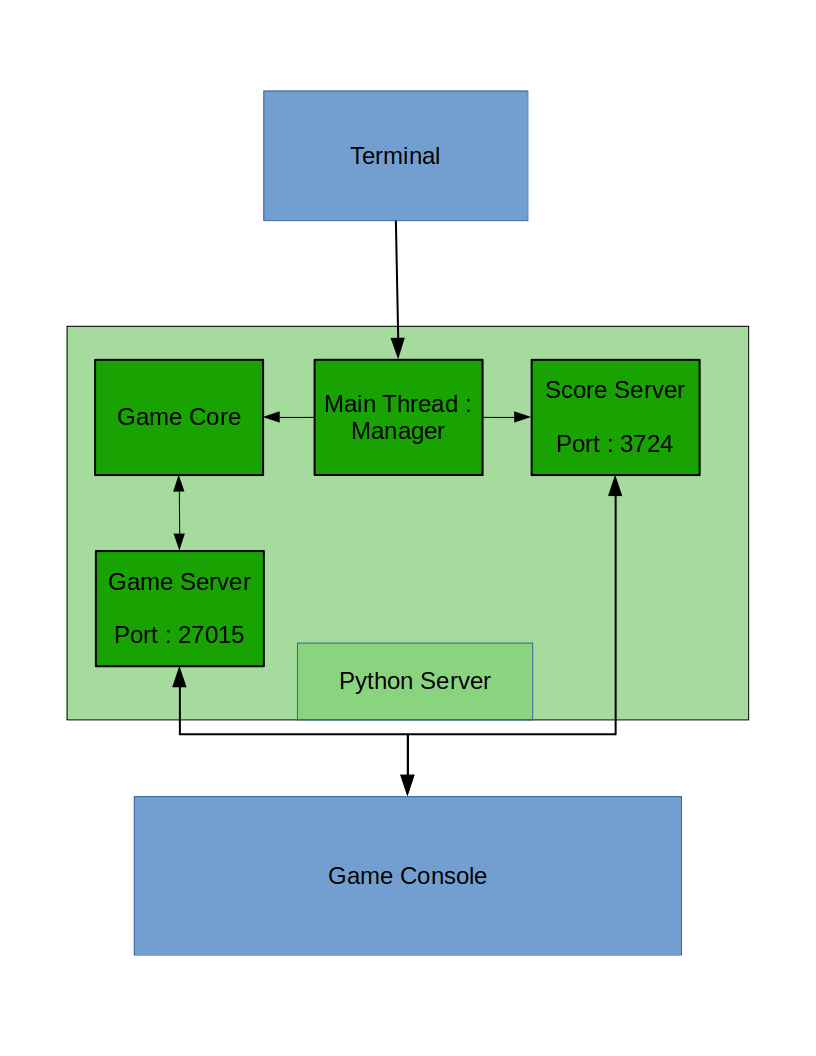 Terminal
Game Core
Main Thread :
Manager
Score Server
Port : 3724
Game Server
Port : 27015
Python Server
Game Console